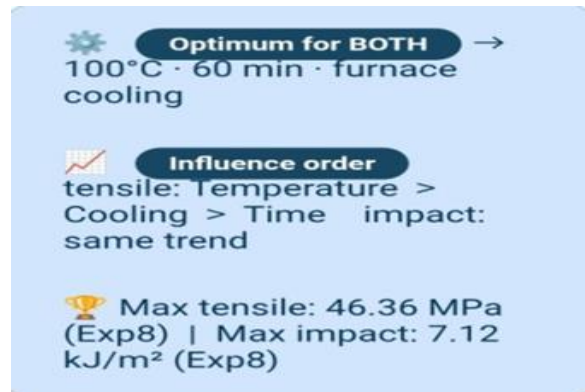 ⚙️ Optimum for BOTH →
100°C · 60 min · furnace
cooling
📈 Influence order
tensile: Temperature >
Cooling > Time impact:
same trend
🏆 Max tensile: 46.36 MPa
(Exp8) | Max impact: 7.12
kJ/m² (Exp8)